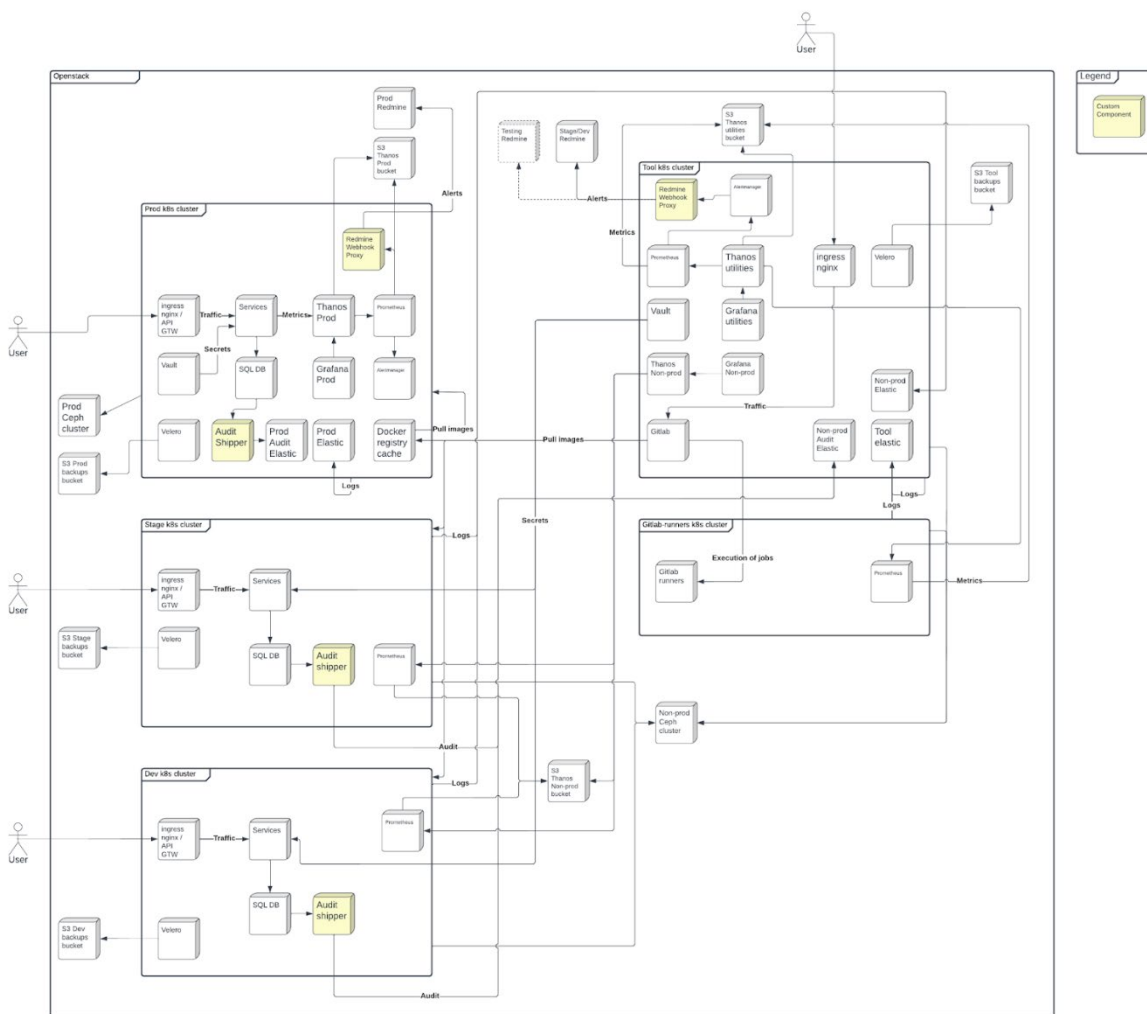 User
Openstack
Legend
Custom
Component
Prod
Redmine
S3
Thanos
Prod
bucket
Alerts
Testing
Redmine
Stage/Dev
Redmine
Alerts
S3
Thanos
utilities
bucket
Metrics
S3 Tool
backups
bucket
Prod k8s cluster
Redmine
Webhook
Proxy
ingress
nginx /
API
GTW
Traffic
Services
Metrics
Thanos
Prod
Prometheus
Secrets
Vault
SQL DB
Grafana
Prod
Alertmanager
Velero
Audit
Shipper
Prod
Audit
Elastic
Prod
Elastic
Docker
registry
cache
Pull images
Logs
User
Prod
Ceph
cluster
S3 Prod
backups
bucket
Tool k8s cluster
Redmine
Webhook
Proxy
Alertmanager
Prometheus
Thanos
utilities
ingress
nginx
Velero
Vault
Grafana
utilities
Thanos
Non-prod
Grafana
Non-prod
Traffic
Non-prod
Elastic
Gitlab
Non-prod
Audit
Elastic
Tool
elastic
Pull images
Logs
Logs
Secrets
Stage k8s cluster
Logs
ingress
nginx /
API
GTW
Traffic
Services
Velero
SQL DB
Audit
shipper
Prometheus
User
S3 Stage
backups
bucket
Audit
Gitlab-runners k8s cluster
Execution of jobs
Gitlab
runners
Prometheus
Metrics
Non-prod
Ceph
cluster
S3
Thanos
Non-prod
bucket
Dev k8s cluster
Logs
ingress
nginx /
API
GTW
Traffic
Services
Prometheus
SQL DB
Audit
shipper
Velero
User
S3 Dev
backups
bucket
Audit